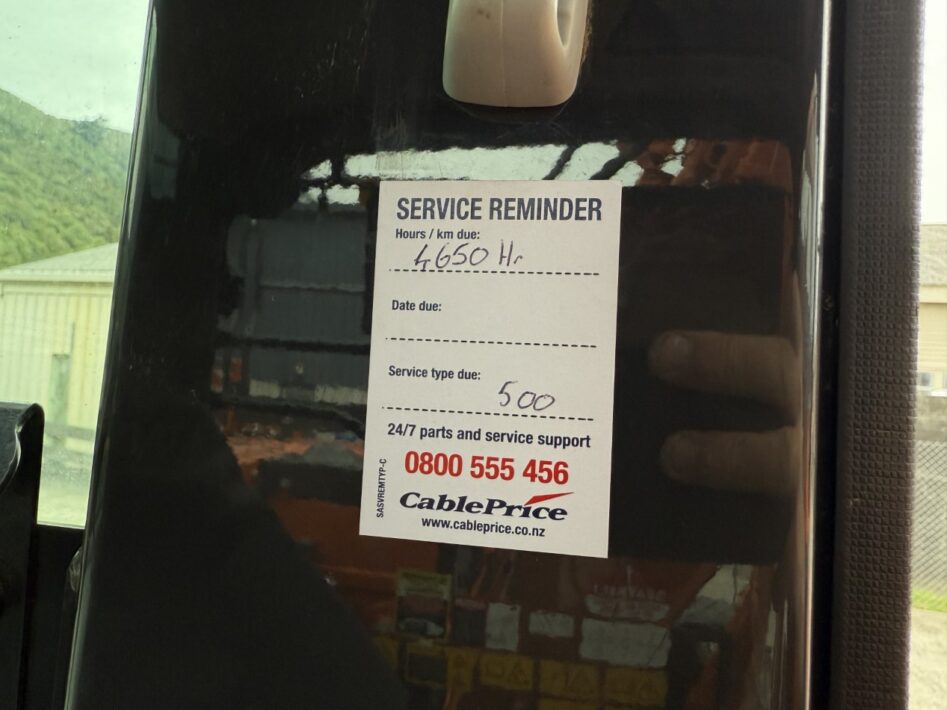 SERVICE REMINDER
Hours / km due:
4650 Hr
Date due:
Service type due:
500
24/7 parts and service support
0800 555 456
CablePrice
www.cableprice.co.nz
SASVREMTYP-C